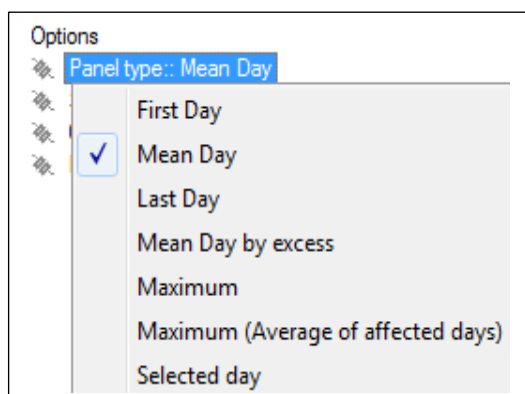 Options
Panel type:: Mean Day
First Day
Mean Day
Last Day
Mean Day by excess
Maximum
Maximum (Average of affected days)
Selected day